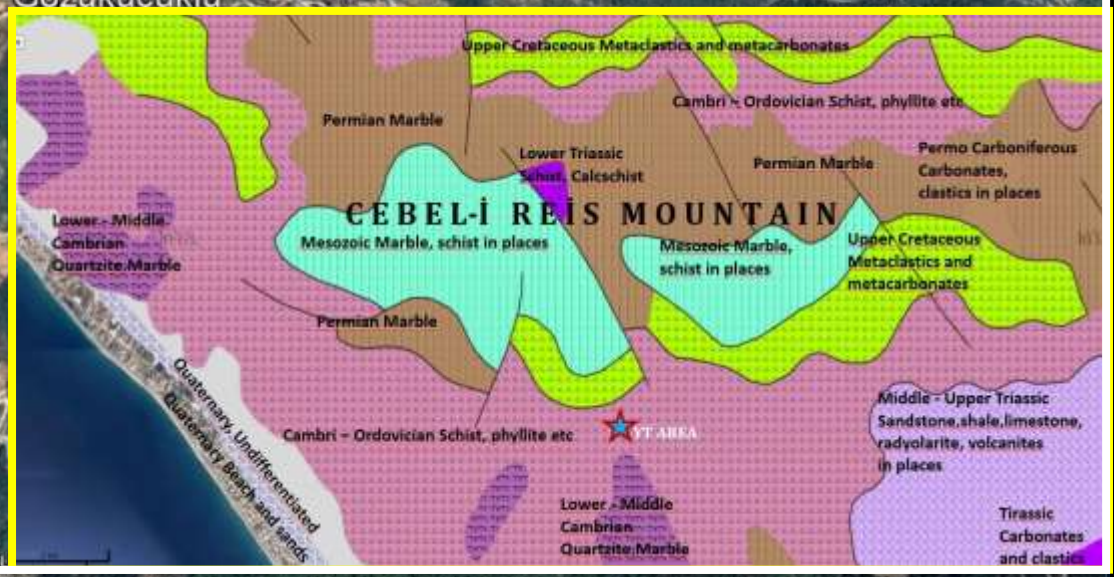 Gözaküçüklü
Upper Cretaceous Metaclastics and metacarbonates
Cambri - Ordovician Schist, phyllite etc
Permian Marble
Lower Triassic
Schist, Calcschist
Permian Marble
Permo Carboniferous
Carbonates,
clastics in places
CEBEL-İ REİS MOUNTAIN
Lower - Middle
Cambrian
Quartzite Marble
Mesozoic Marble, schist in places
Mesozoic Marble,
schist in places
Upper Cretaceous
Metaclastics and
metacarbonates
Permian Marble
Quaternary, Undifferentiated
Quaternary Beach and sands
Cambri – Ordovician Schist, phyllite etc
YT AREA
Middle - Upper Triassic
Sandstone,shale,limestone,
radyolarite, volcanites
in places
Lower - Middle
Cambrian
Quartzite Marble
Tirassic
Carbonates
and clastics